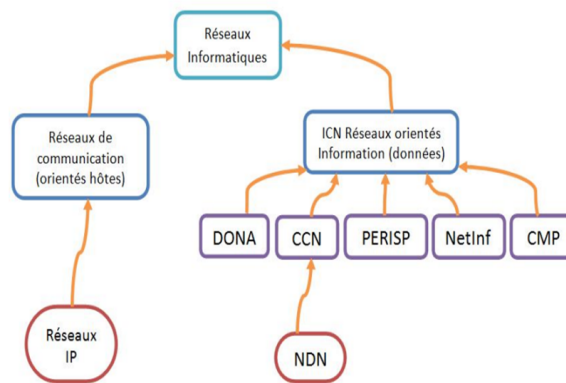 Réseaux
Informatiques
Réseaux de
communication
(orientés hôtes)
ICN Réseaux orientés
Information (données)
DONA
CCN
PERISP
NetInf
CMP
Réseaux
IP
NDN